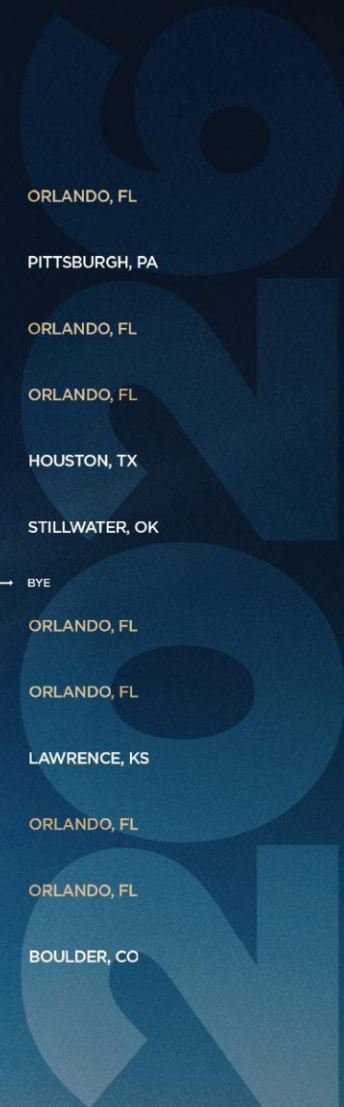 2026
ORLANDO, FL
PITTSBURGH, PA
ORLANDO, FL
ORLANDO, FL
HOUSTON, TX
STILLWATER, OK
BYE
ORLANDO, FL
ORLANDO, FL
LAWRENCE, KS
ORLANDO, FL
ORLANDO, FL
BOULDER, CO